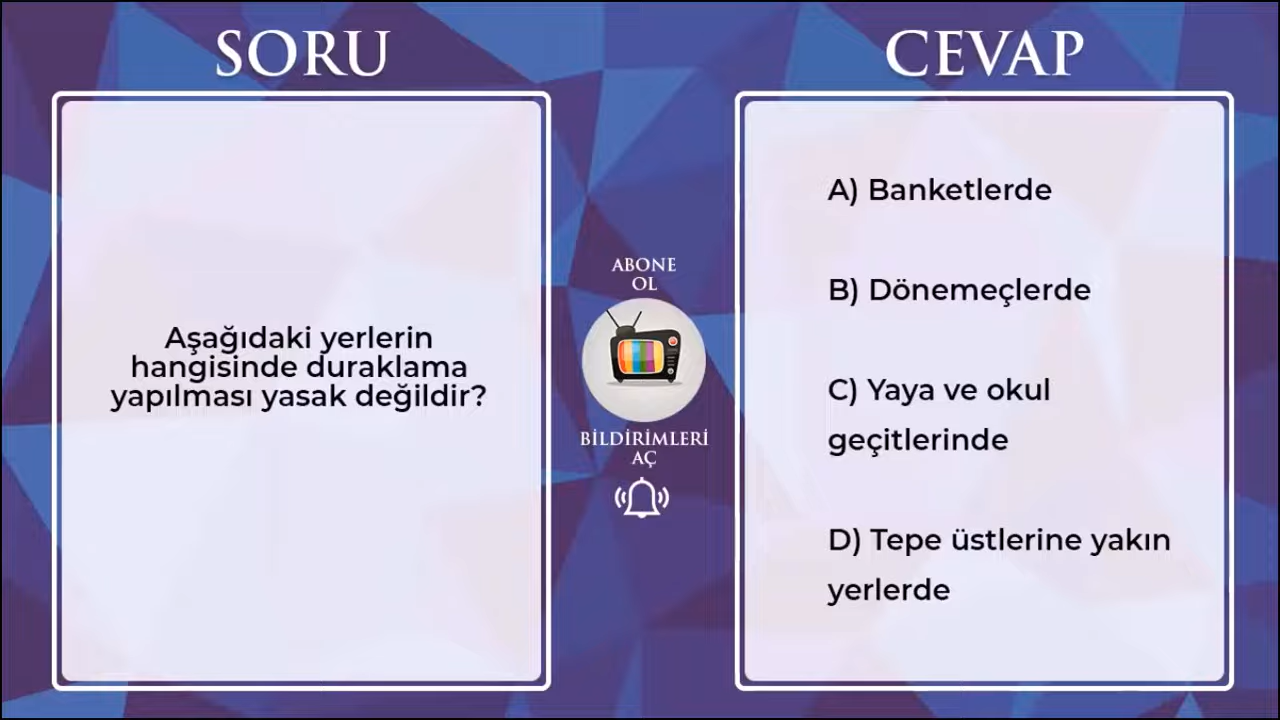 SORU
Aşağıdaki yerlerin
hangisinde duraklama
yapılması yasak değildir?
ABONE
OL
BİLDİRİMLERİ
AÇ
CEVAP
A) Banketlerde
B) Dönemeçlerde
C) Yaya ve okul
geçitlerinde
D) Tepe üstlerine yakın
yerlerde